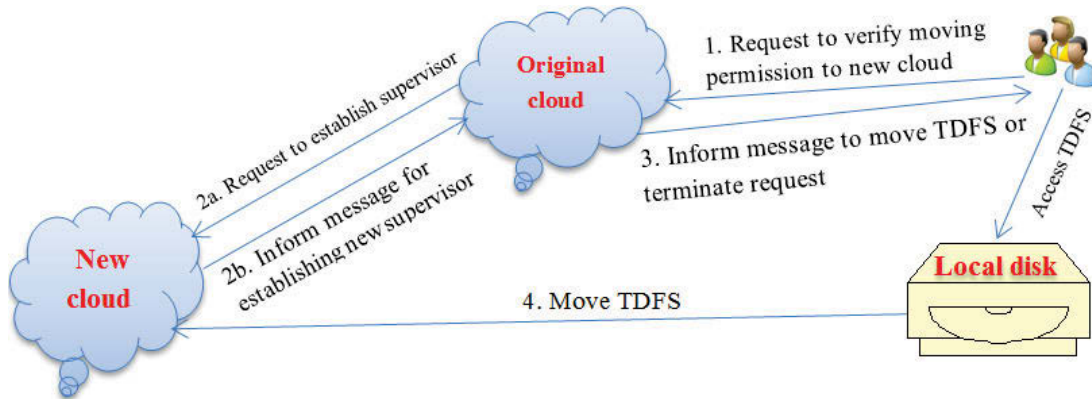 1. Request to verify moving
permission to new cloud
Original
cloud
2a. Request to establish supervisor
3. Inform message to move TDFS or
terminate request
Access TDFS
2b. Inform message for
establishing new supervisor
New
cloud
Local disk
4. Move TDFS